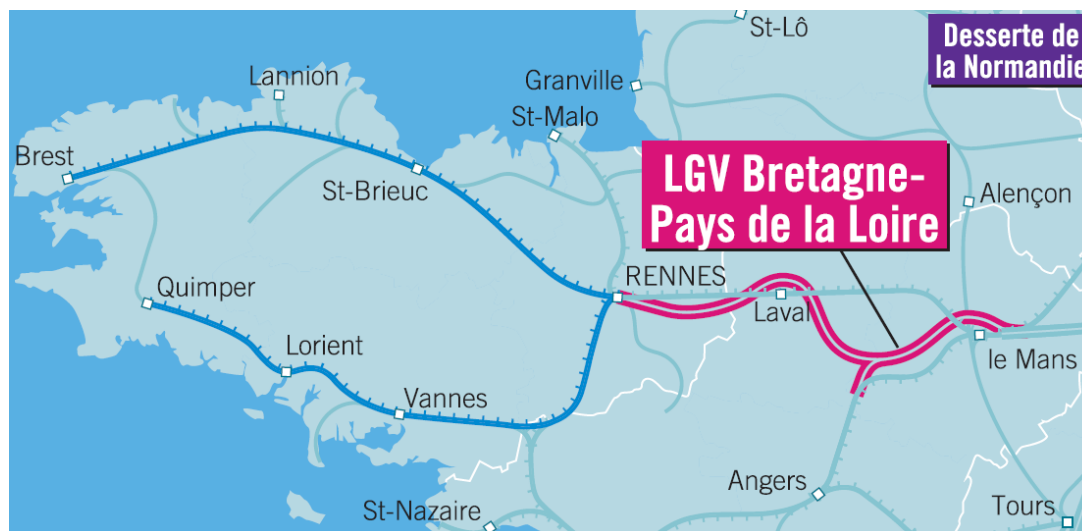 St-Lô
Desserte de
la Normandie
Lannion
Granville
St-Malo
Brest
St-Brieuc
LGV Bretagne-
Pays de la Loire
Alençon
Quimper
RENNES
Laval
Lorient
le Mans
Vannes
Angers
St-Nazaire
Tours